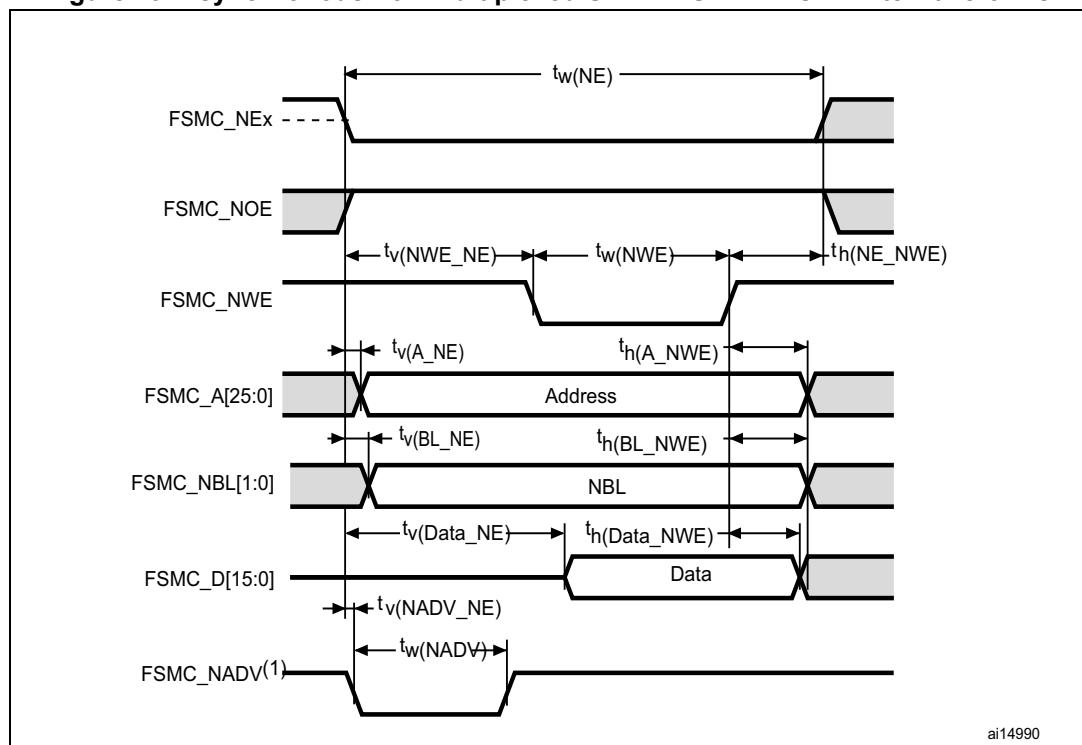 tw(NE)
FSMC_NEx
FSMC_NOE
tv(NWE_NE) tw(NWE) th(NE_NWE)
FSMC_NWE
tv(A_NE) th(A_NWE)
FSMC_A[25:0] Address
tv(BL_NE) th(BL_NWE)
FSMC_NBL[1:0] NBL
tv(Data_NE) th(Data_NWE)
FSMC_D[15:0] Data
tv(NADV_NE)
tw(NADV)
FSMC_NADV(1)
ai14990